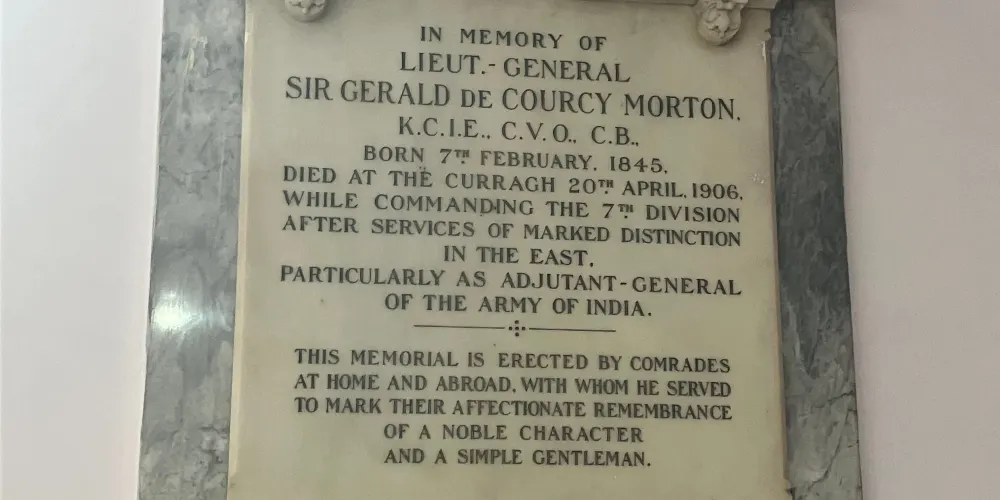 IN MEMORY OF
LIEUT.-GENERAL
SIR GERALD DE COURCY MORTON.
K.C.I.E., C.V.O., C.B.,
BORN 7TH FEBRUARY. 1845.
DIED AT THE CURRAGH 20TH APRIL. 1906.
WHILE COMMANDING THE 7TH DIVISION
AFTER SERVICES OF MARKED DISTINCTION
IN THE EAST.
PARTICULARLY AS ADJUTANT-GENERAL
OF THE ARMY OF INDIA.
THIS MEMORIAL IS ERECTED BY COMRADES
AT HOME AND ABROAD. WITH WHOM HE SERVED
TO MARK THEIR AFFECTIONATE REMEMBRANCE
OF A NOBLE CHARACTER
AND A SIMPLE GENTLEMAN.